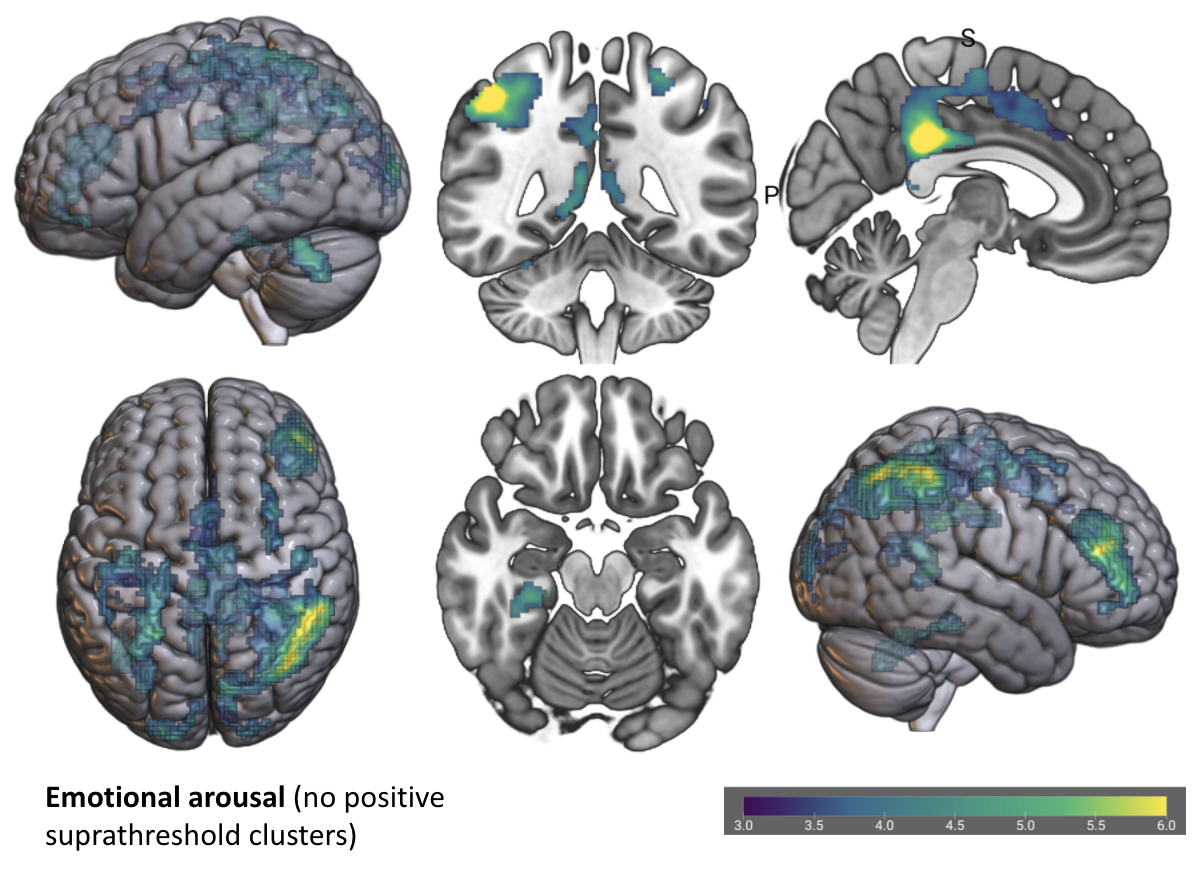 S
P
Emotional arousal (no positive
suprathreshold clusters)
3.0 3.5 4.0 4.5 5.0 5.5 6.0